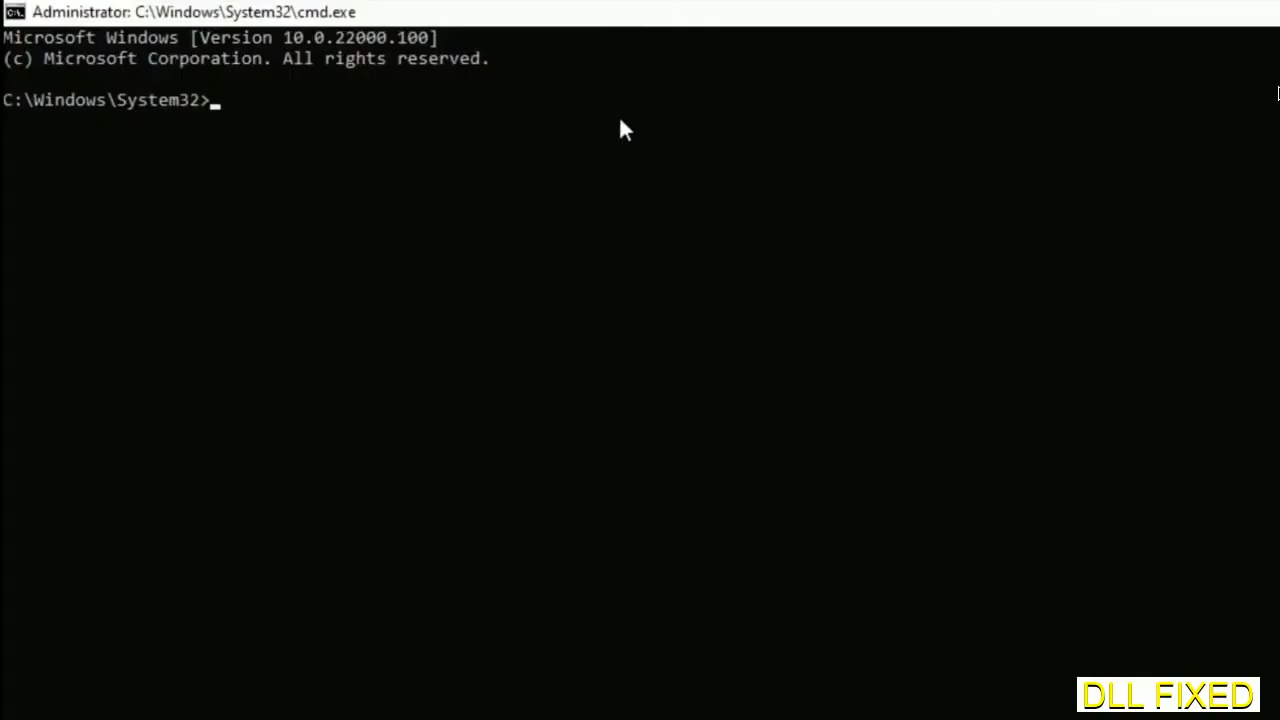 Administrator: C:\Windows\System32\cmd.exe
Microsoft Windows [Version 10.0.22000.100]
(c) Microsoft Corporation. All rights reserved.
C:\Windows\System32>
DLL FIXED